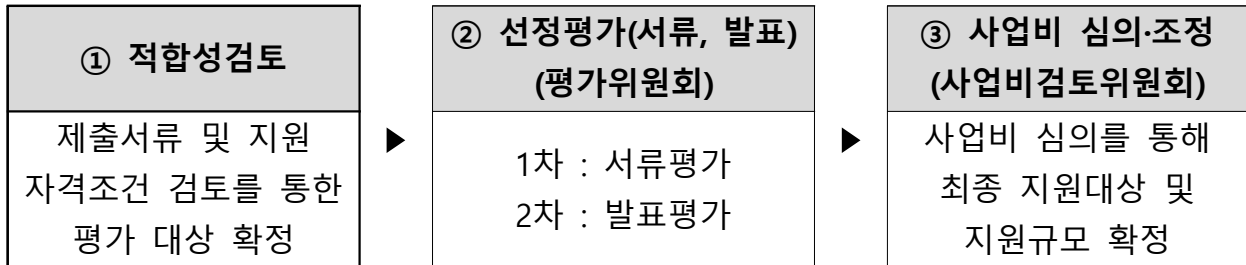 ① 적합성검토
제출서류 및 지원
자격조건 검토를 통한
평가 대상 확정
▶
② 선정평가(서류, 발표)
(평가위원회)
1차 : 서류평가
2차 : 발표평가
▶
③ 사업비 심의·조정
(사업비검토위원회)
사업비 심의를 통해
최종 지원대상 및
지원규모 확정